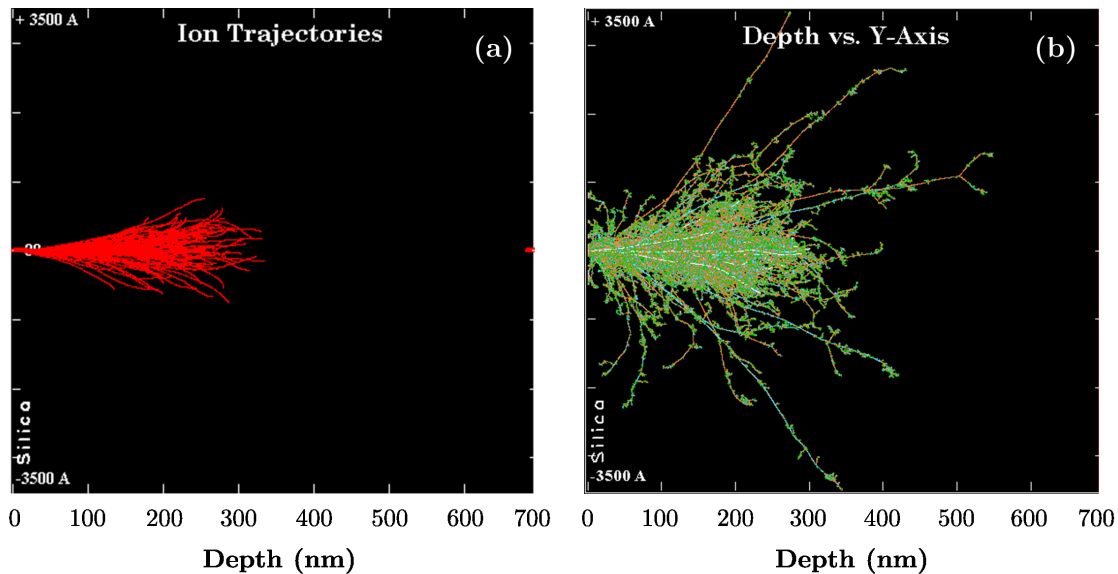 + 3500 A
Ion Trajectories
(a)
Silica
-3500 A
0 100 200 300 400 500 600 700
Depth (nm)
+ 3500 A
Depth vs. Y-Axis
(b)
Silica
-3500 A
0 100 200 300 400 500 600 700
Depth (nm)